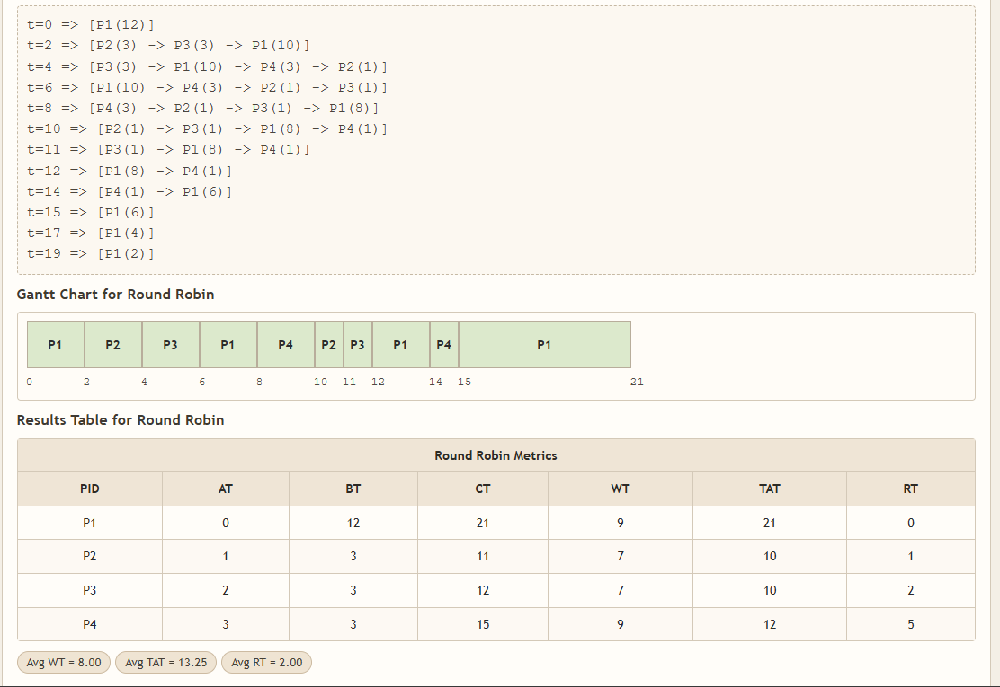 t=0 => [P1(12)]
t=2 => [P2(3) -> P3(3) -> P1(10)]
t=4 => [P3(3) -> P1(10) -> P4(3) -> P2(1)]
t=6 => [P1(10) -> P4(3) -> P2(1) -> P3(1)]
t=8 => [P4(3) -> P2(1) -> P3(1) -> P1(8)]
t=10 => [P2(1) -> P3(1) -> P1(8) -> P4(1)]
t=11 => [P3(1) -> P1(8) -> P4(1)]
t=12 => [P1(8) -> P4(1)]
t=14 => [P4(1) -> P1(6)]
t=15 => [P1(6)]
t=17 => [P1(4)]
t=19 => [P1(2)]
Gantt Chart for Round Robin
P1 P2 P3 P1 P4 P2 P3 P1 P4 P1
0 2 4 6 8 10 11 12 14 15 21
Results Table for Round Robin
Round Robin Metrics
PID AT BT CT WT TAT RT
P1 0 12 21 9 21 0
P2 1 3 11 7 10 1
P3 2 3 12 7 10 2
P4 3 3 15 9 12 5
Avg WT = 8.00 Avg TAT = 13.25 Avg RT = 2.00